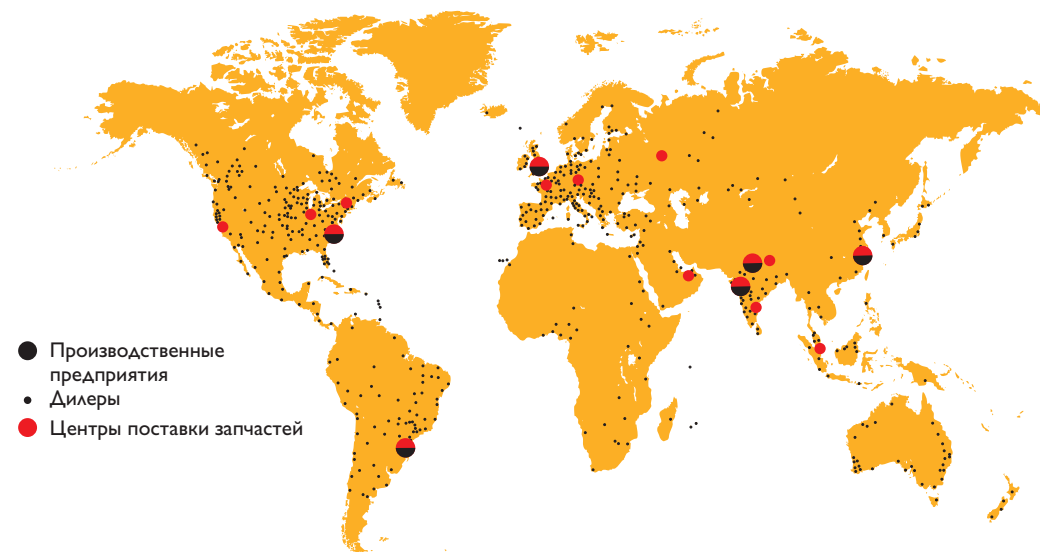 Производственные
предприятия
Дилеры
Центры поставки запчастей